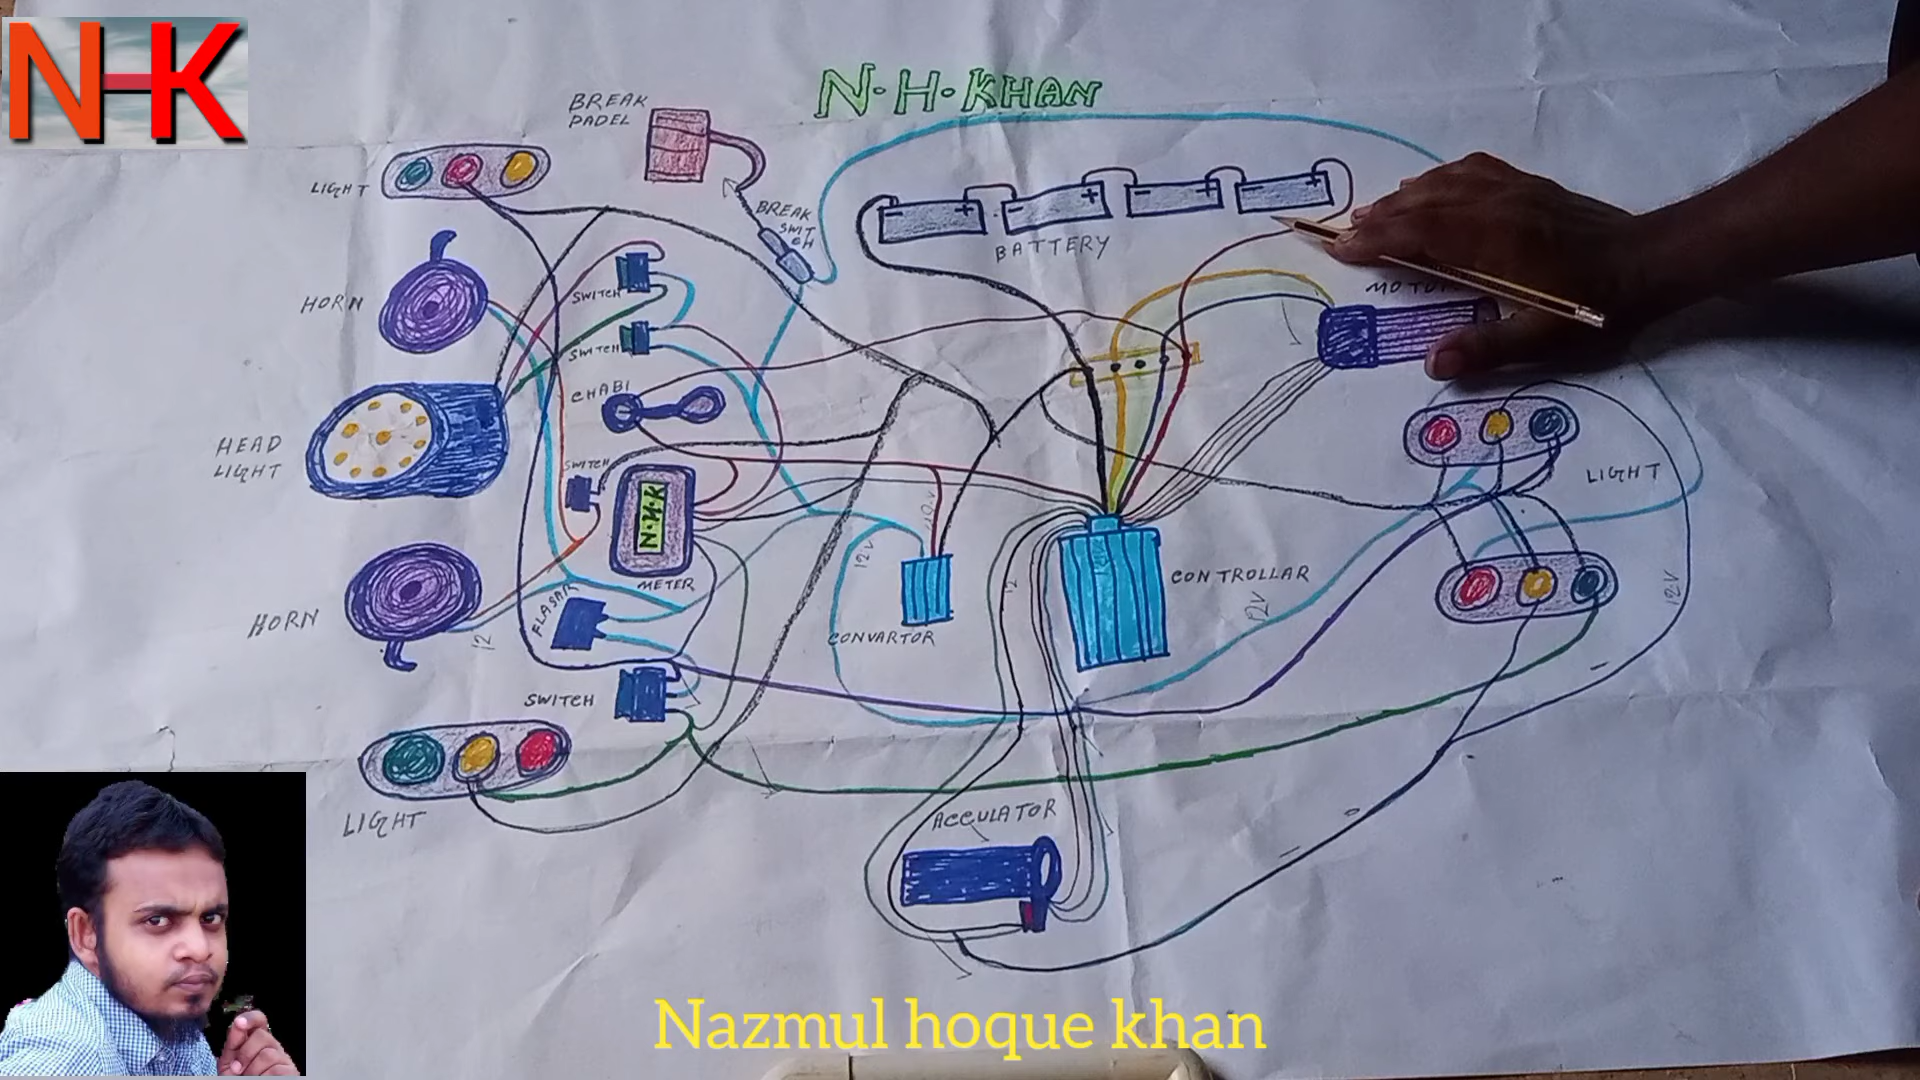 N-K
N·H·KHAN
BREAK
PADEL
LIGHT
BREAK
SWIT
CH
BATTERY
HORN
SWITCH
MOTOR
SWITCH
CHABI
HEAD
LIGHT
SWITCH
LIGHT
N·H·K
METER
12V
12
CONTROLLAR
12V
12V
FLASAR
HORN
12
CONVARTOR
SWITCH
LIGHT
ACCULATOR
Nazmul hoque khan